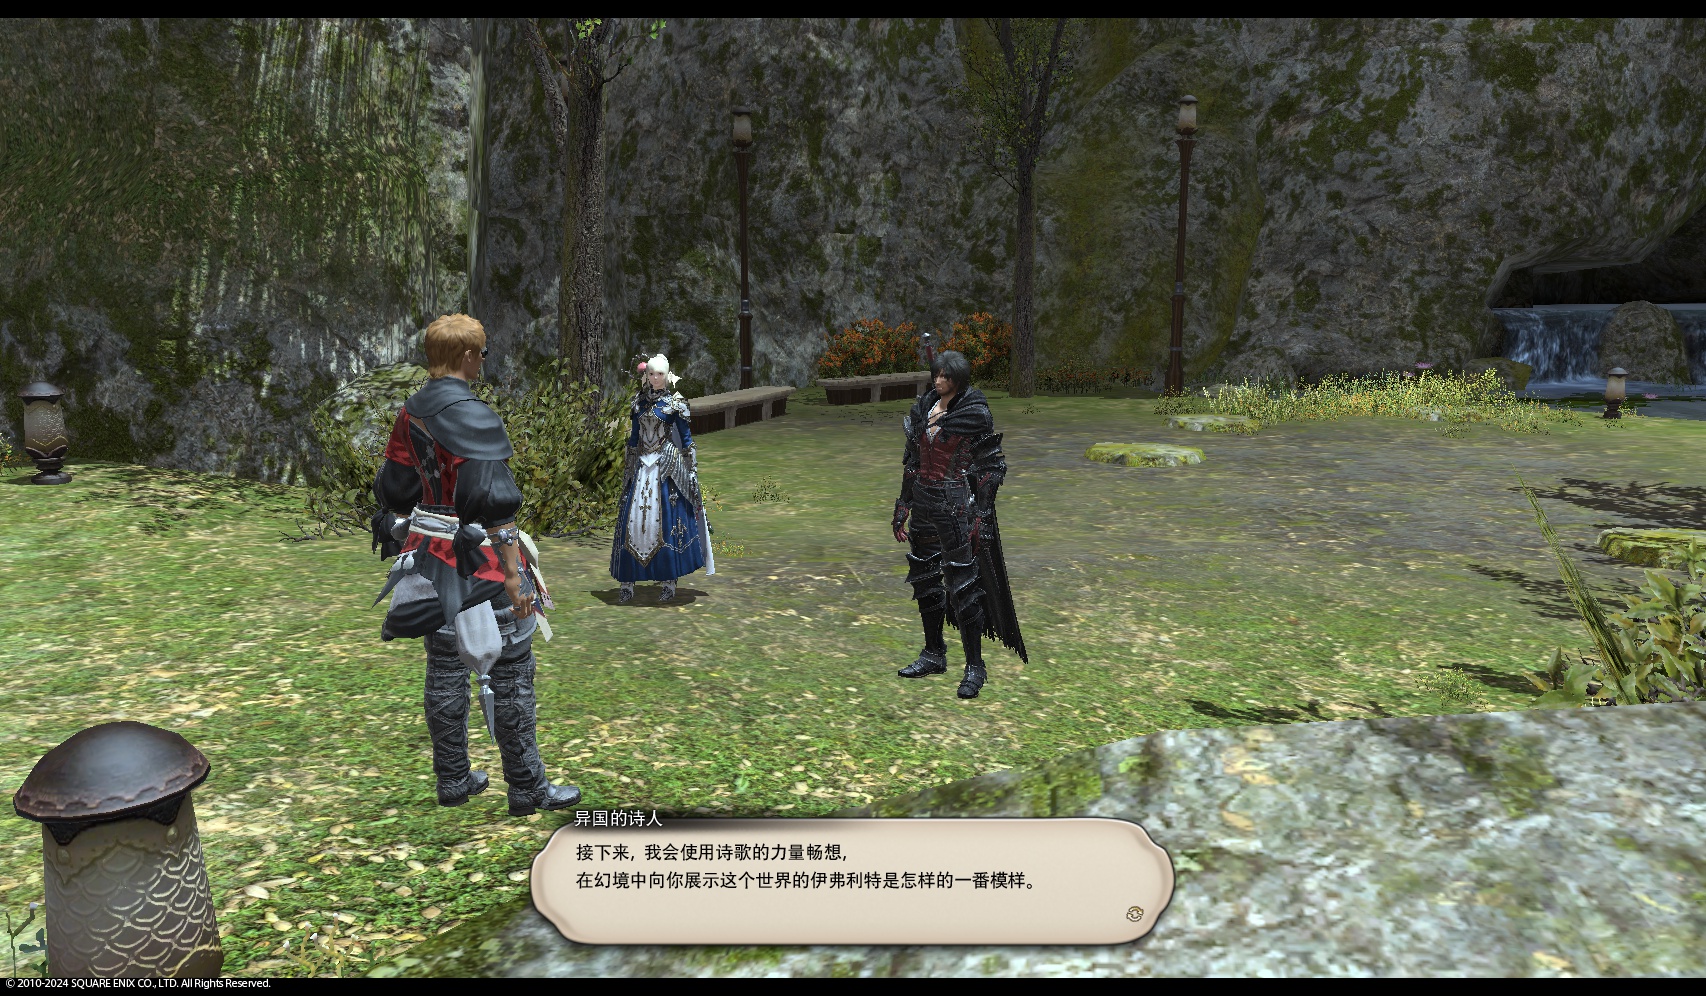 异国的诗人
接下来，我会使用诗歌的力量畅想，
在幻境中向你展示这个世界的伊弗利特是怎样的一番模样。
© 2010-2024 SQUARE ENIX CO., LTD. All Rights Reserved.